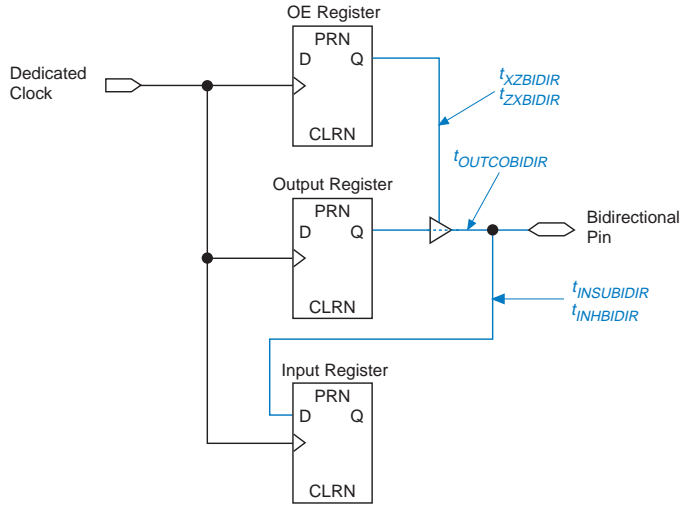 OE Register
PRN
D Q
CLRN
Dedicated
Clock
tXZBIDIR
tZXBIDIR
tOUTCOBIDIR
Output Register
PRN
D Q
CLRN
Bidirectional
Pin
tINSUBIDIR
tINHBIDIR
Input Register
PRN
D Q
CLRN